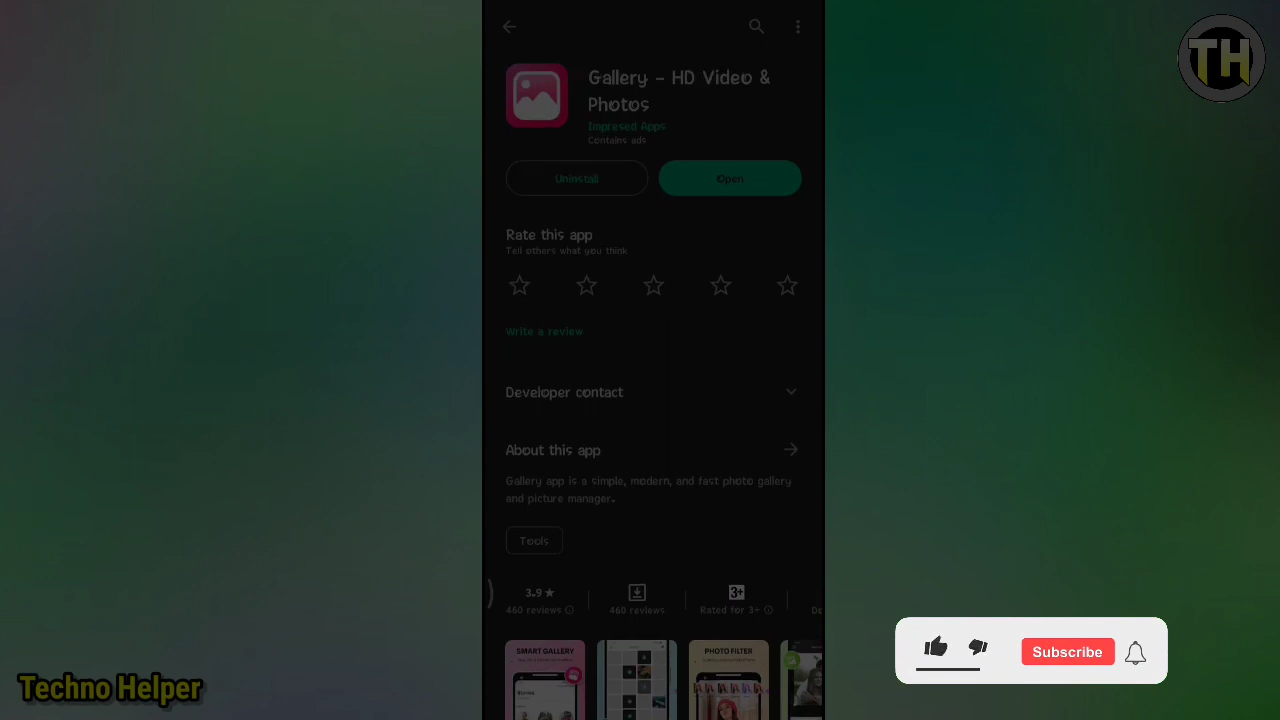 TH
Gallery - HD Video &
Photos
Impresed Apps
Contains ads
Uninstall
Open
Rate this app
Tell others what you think
Write a review
Developer contact
About this app
Gallery app is a simple, modern, and fast photo gallery
and picture manager.
Tools
3.9★
460 reviews
460 reviews
3+
Rated for 3+
SMART GALLERY
PHOTO FILTER
Subscribe
Techno Helper